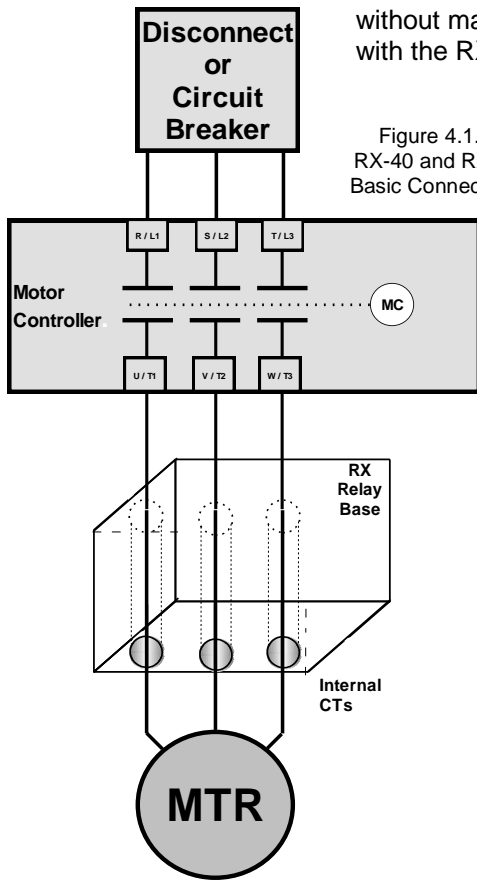 without ma
with the RX
Disconnect
or
Circuit
Breaker
Figure 4.1.
RX-40 and R
Basic Connec
R / L1
S / L2
T / L3
Motor
Controller.
MC
U / T1
V / T2
W / T3
RX
Relay
Base
Internal
CTs
MTR